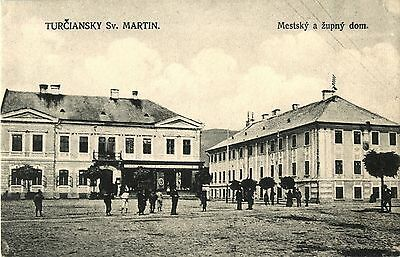 TURČIANSKY Sv. MARTIN.
Mestský a župný dom.